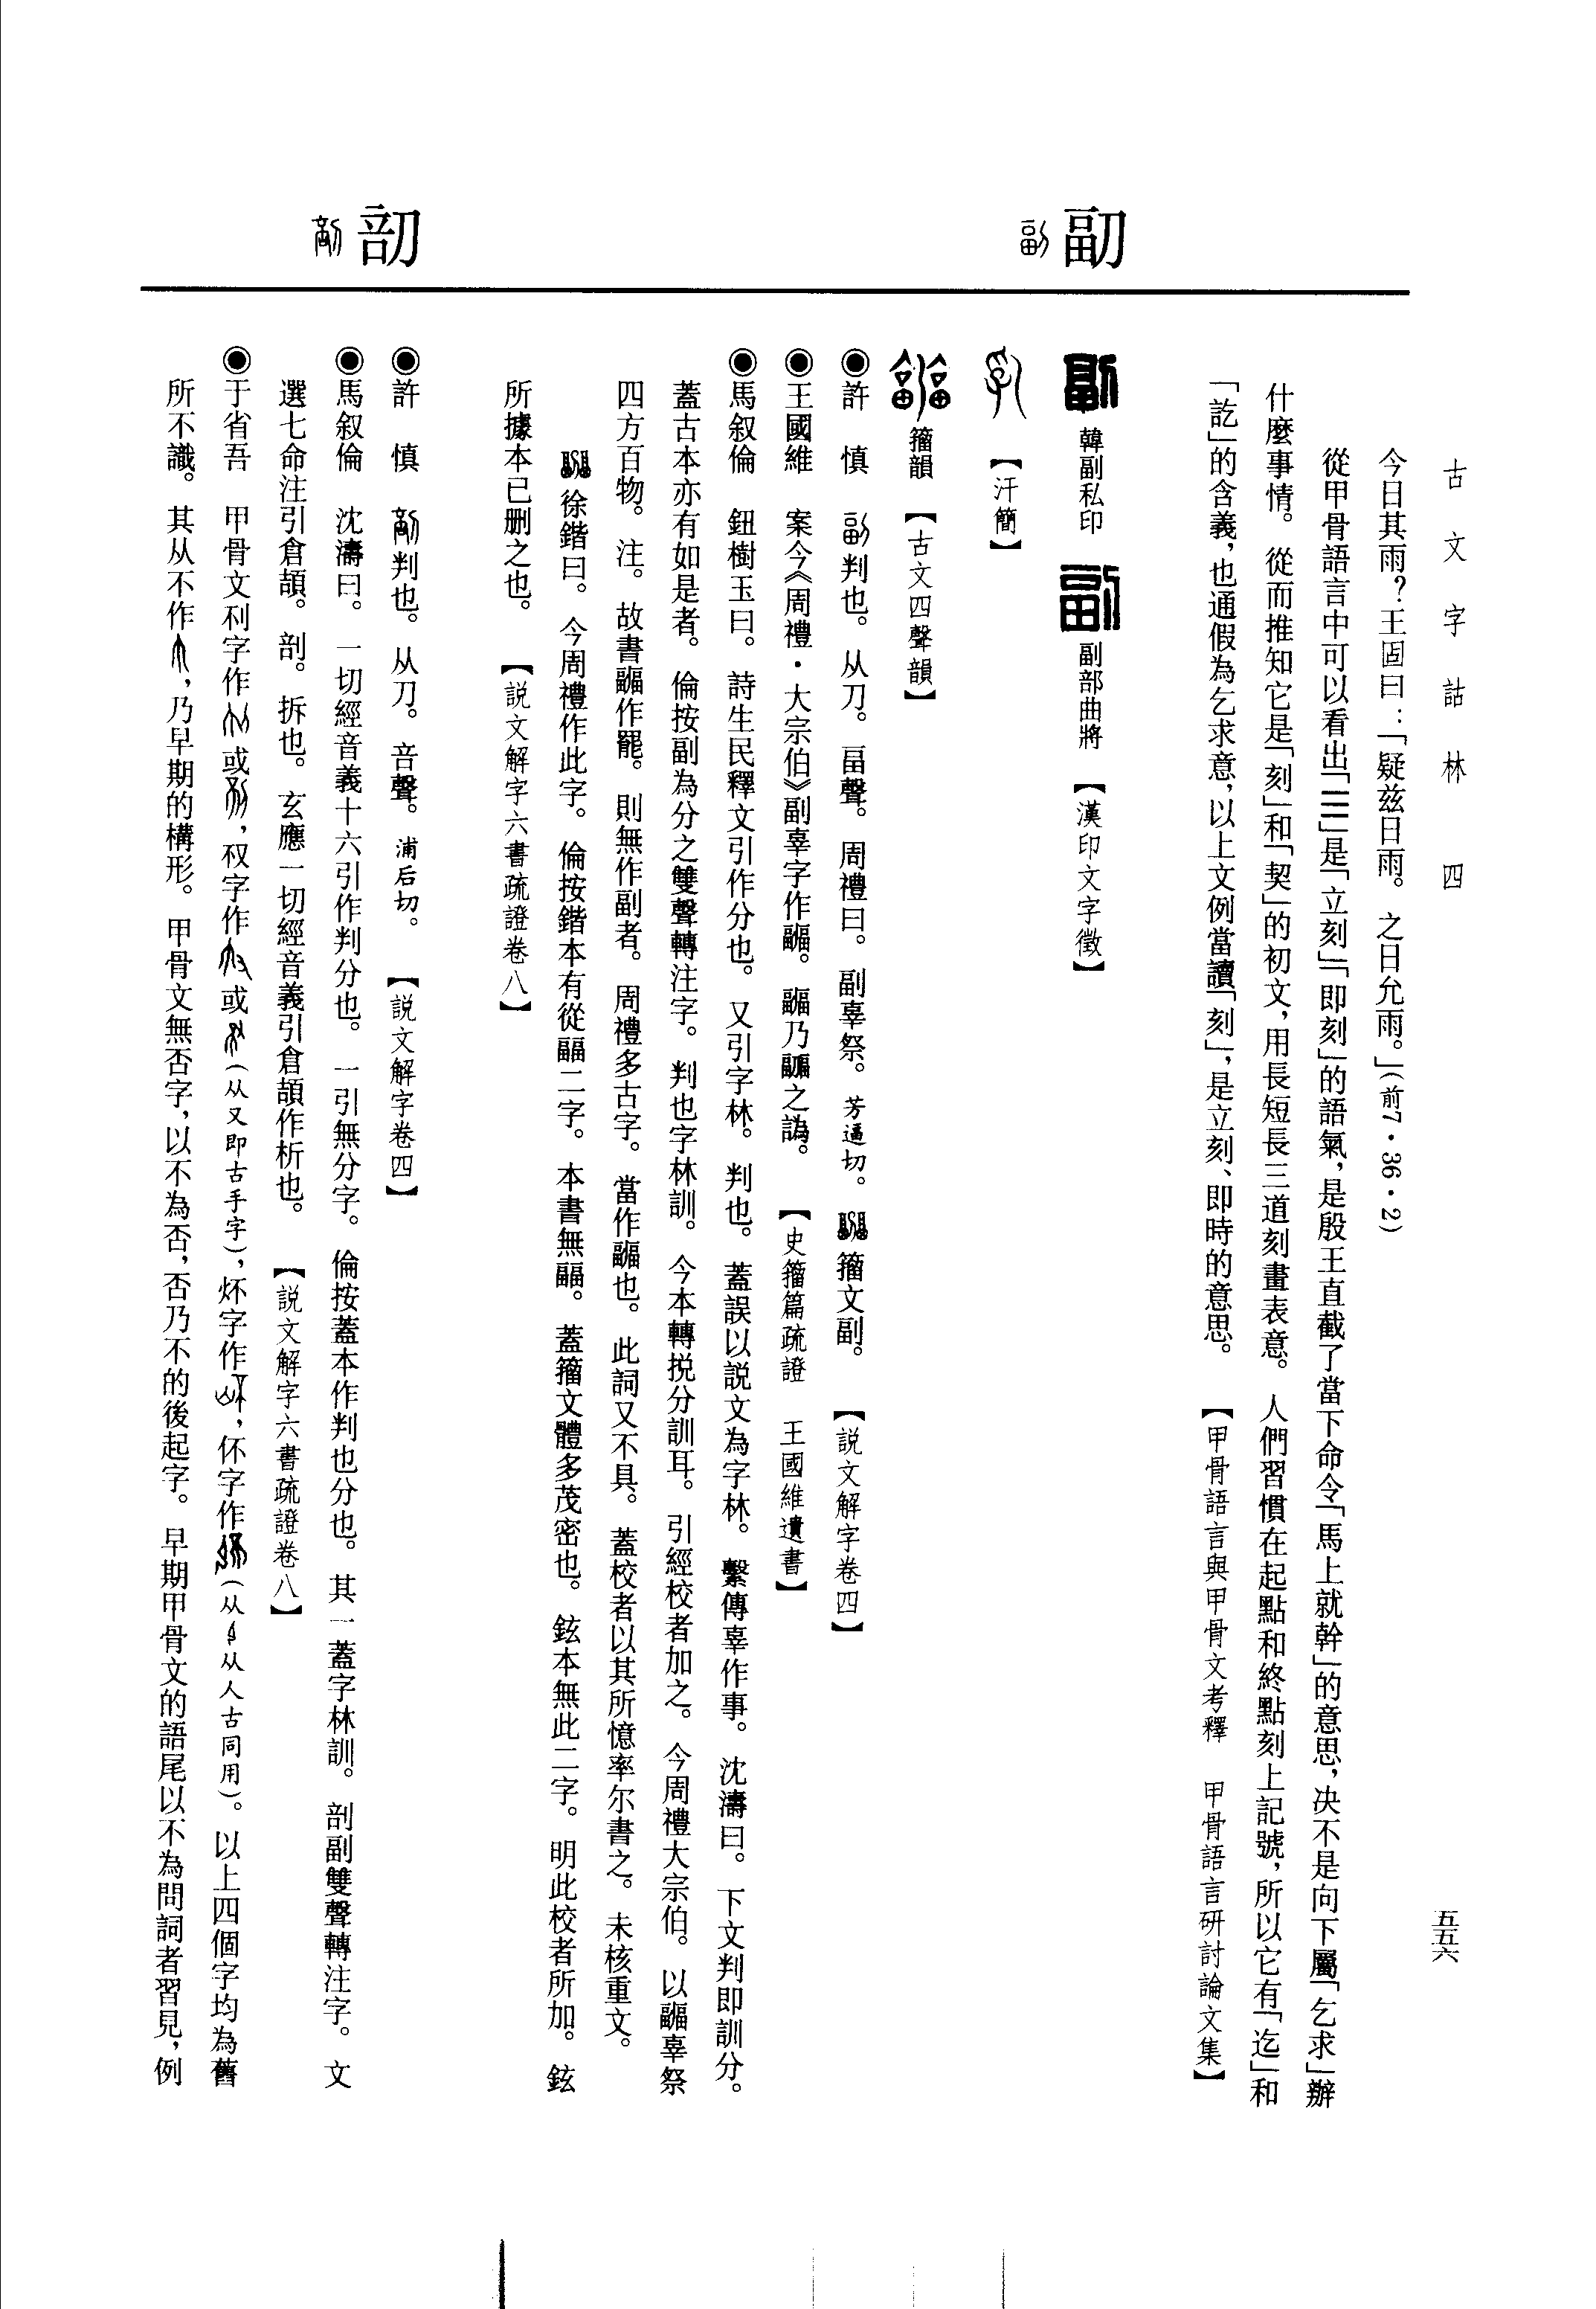 古文字詁林　四
五五六
副
剖
今日其雨？王固曰：「疑茲日雨。之日允雨。」（前7·36·2）
從甲骨語言中可以看出「三」是「立刻」「即刻」的語氣，是殷王直截了當下命令「馬上就幹」的意思，決不是向下屬「乞求」辦
什麼事情。從而推知它是「刻」和「契」的初文，用長短長三道刻畫表意。人們習慣在起點和終點刻上記號，所以它有「迄」和
「訖」的含義，也通假為乞求意，以上文例當讀「刻」，是立刻、即時的意思。　【甲骨語言與甲骨文考釋　甲骨語言研討論文集】
韓副私印　副部曲將　【漢印文字徵】
【汗簡】
籀韻　【古文四聲韻】
◉許　慎　判也。从刀。畐聲。周禮曰。副辜祭。芳逼切。籀文副。　【説文解字卷四】
◉王國維　案今《周禮·大宗伯》副辜字作疈。疈乃之譌。　【史籀篇疏證　王國維遺書】
◉馬叙倫　鈕樹玉曰。詩生民釋文引作分也。又引字林。判也。蓋誤以説文為字林。繫傳辜作事。沈濤曰。下文判即訓分。
蓋古本亦有如是者。倫按副為分之雙聲轉注字。判也字林訓。今本轉挩分訓耳。引經校者加之。今周禮大宗伯。以疈辜祭
四方百物。注。故書疈作罷。則無作副者。周禮多古字。當作疈也。此詞又不具。蓋校者以其所憶率尔書之。未核重文。
徐鍇曰。今周禮作此字。倫按鍇本有從畐二字。本書無。蓋籀文體多茂密也。鉉本無此二字。明此校者所加。鉉
所據本已刪之也。　【説文解字六書疏證卷八】
◉許　慎　判也。从刀。音聲。浦后切。　【説文解字卷四】
◉馬叙倫　沈濤曰。一切經音義十六引作判分也。一引無分字。倫按蓋本作判也分也。其一蓋字林訓。剖副雙聲轉注字。文
選七命注引倉頡。剖。拆也。玄應一切經音義引倉頡作析也。　【説文解字六書疏證卷八】
◉于省吾　甲骨文利字作或，㕻字作或（从又即古手字），炋字作，伓字作（从从人古同用）。以上四個字均為舊
所不識。其从不作，乃早期的構形。甲骨文無否字，以不為否，否乃不的後起字。早期甲骨文的語尾以不為問詞者習見，例